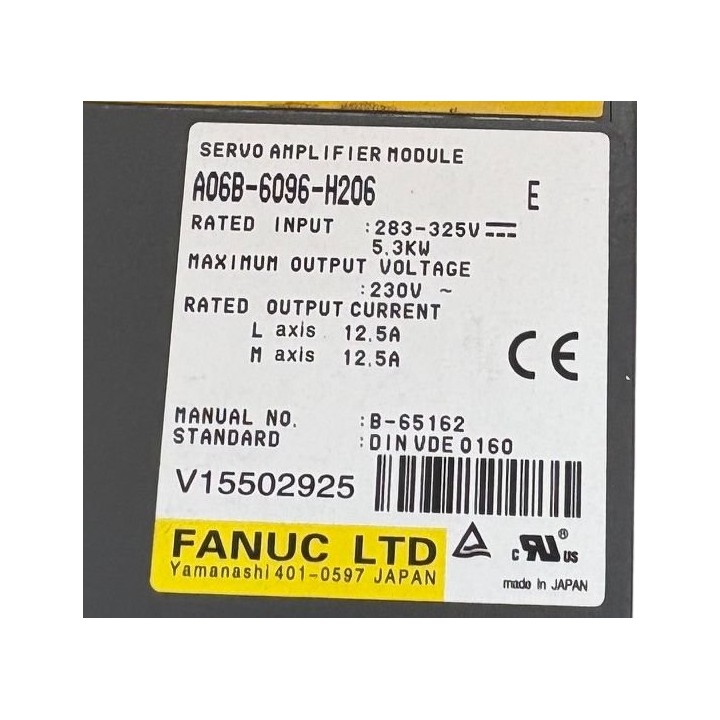 SERVO AMPLIFIER MODULE
A06B-6096-H206 E
RATED INPUT :283-325V⎓
5.3KW
MAXIMUM OUTPUT VOLTAGE
:230V ~
RATED OUTPUT CURRENT
L axis 12.5A
M axis 12.5A
CE
MANUAL NO. :B-65162
STANDARD :DIN VDE 0160
V15502925
FANUC LTD
Yamanashi 401-0597 JAPAN
c RU ® US
made in JAPAN